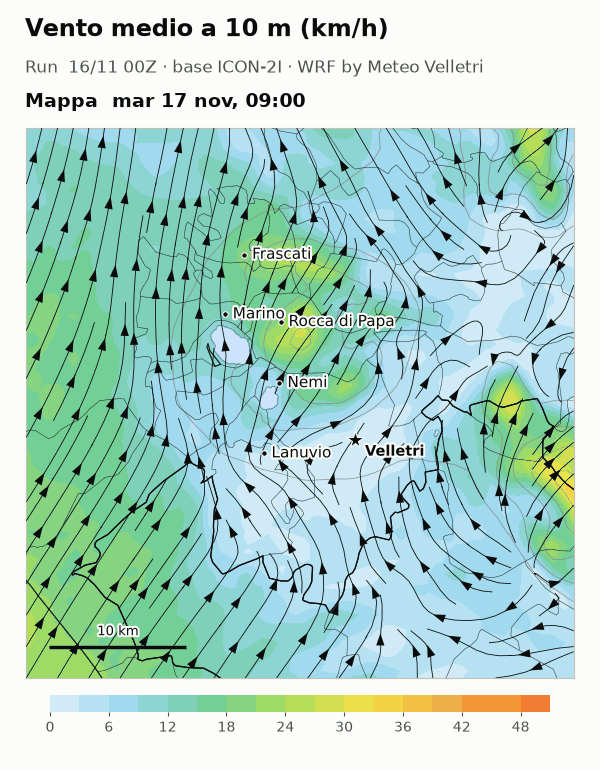 Vento medio a 10 m (km/h)
Run  16/11 00Z · base ICON-2I · WRF by Meteo Velletri
Mappa  mar 17 nov, 09:00
Frascati
Marino
Rocca di Papa
Nemi
Velletri
Lanuvio
10 km
0 6 12 18 24 30 36 42 48